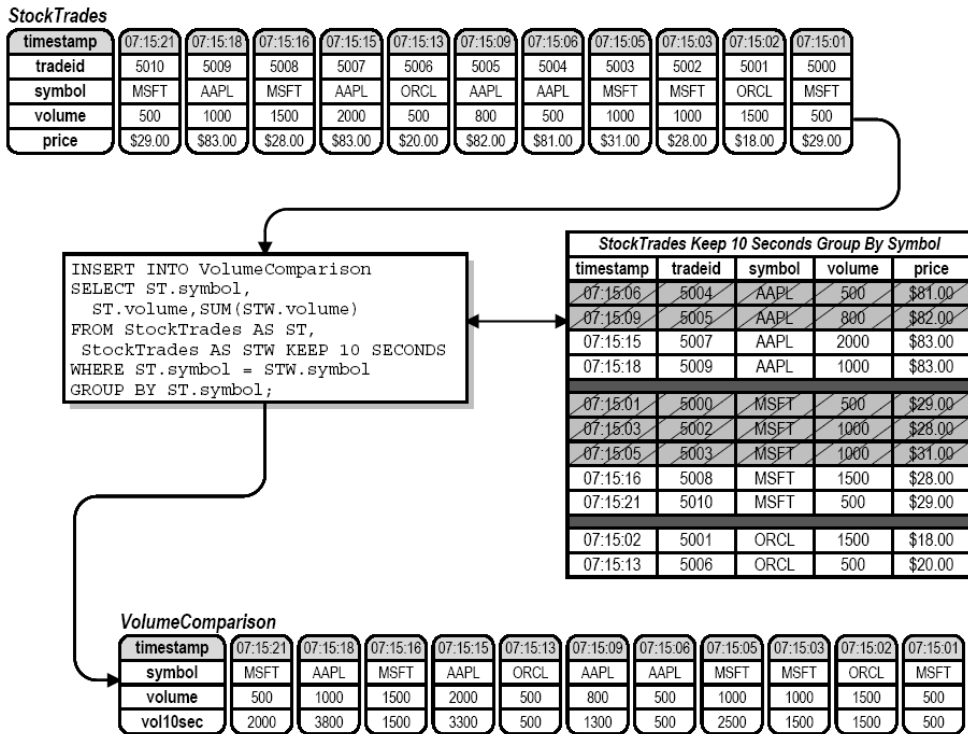 StockTrades
timestamp 07:15:21 07:15:18 07:15:16 07:15:15 07:15:13 07:15:09 07:15:06 07:15:05 07:15:03 07:15:02 07:15:01
tradeid 5010 5009 5008 5007 5006 5005 5004 5003 5002 5001 5000
symbol MSFT AAPL MSFT AAPL ORCL AAPL AAPL MSFT MSFT ORCL MSFT
volume 500 1000 1500 2000 500 800 500 1000 1000 1500 500
price $29.00 $83.00 $28.00 $83.00 $20.00 $82.00 $81.00 $31.00 $28.00 $18.00 $29.00
INSERT INTO VolumeComparison
SELECT ST.symbol,
ST.volume,SUM(STW.volume)
FROM StockTrades AS ST,
StockTrades AS STW KEEP 10 SECONDS
WHERE ST.symbol = STW.symbol
GROUP BY ST.symbol;
StockTrades Keep 10 Seconds Group By Symbol
timestamp tradeid symbol volume price
07:15:06 5004 AAPL 500 $81.00
07:15:09 5005 AAPL 800 $82.00
07:15:15 5007 AAPL 2000 $83.00
07:15:18 5009 AAPL 1000 $83.00
07:15:01 5000 MSFT 500 $29.00
07:15:03 5002 MSFT 1000 $28.00
07:15:05 5003 MSFT 1000 $31.00
07:15:16 5008 MSFT 1500 $28.00
07:15:21 5010 MSFT 500 $29.00
07:15:02 5001 ORCL 1500 $18.00
07:15:13 5006 ORCL 500 $20.00
VolumeComparison
timestamp 07:15:21 07:15:18 07:15:16 07:15:15 07:15:13 07:15:09 07:15:06 07:15:05 07:15:03 07:15:02 07:15:01
symbol MSFT AAPL MSFT AAPL ORCL AAPL AAPL MSFT MSFT ORCL MSFT
volume 500 1000 1500 2000 500 800 500 1000 1000 1500 500
vol10sec 2000 3800 1500 3300 500 1300 500 2500 1500 1500 500